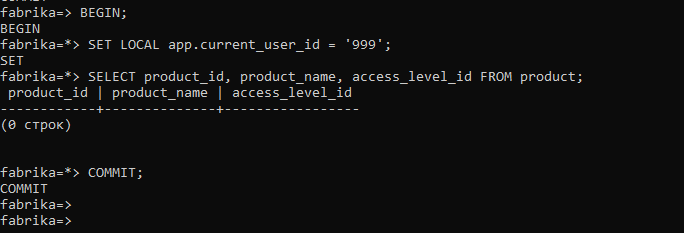 fabrika=> BEGIN;
BEGIN
fabrika=*> SET LOCAL app.current_user_id = '999';
SET
fabrika=*> SELECT product_id, product_name, access_level_id FROM product;
 product_id | product_name | access_level_id
------------+--------------+-----------------
(0 строк)
fabrika=*> COMMIT;
COMMIT
fabrika=>
fabrika=>